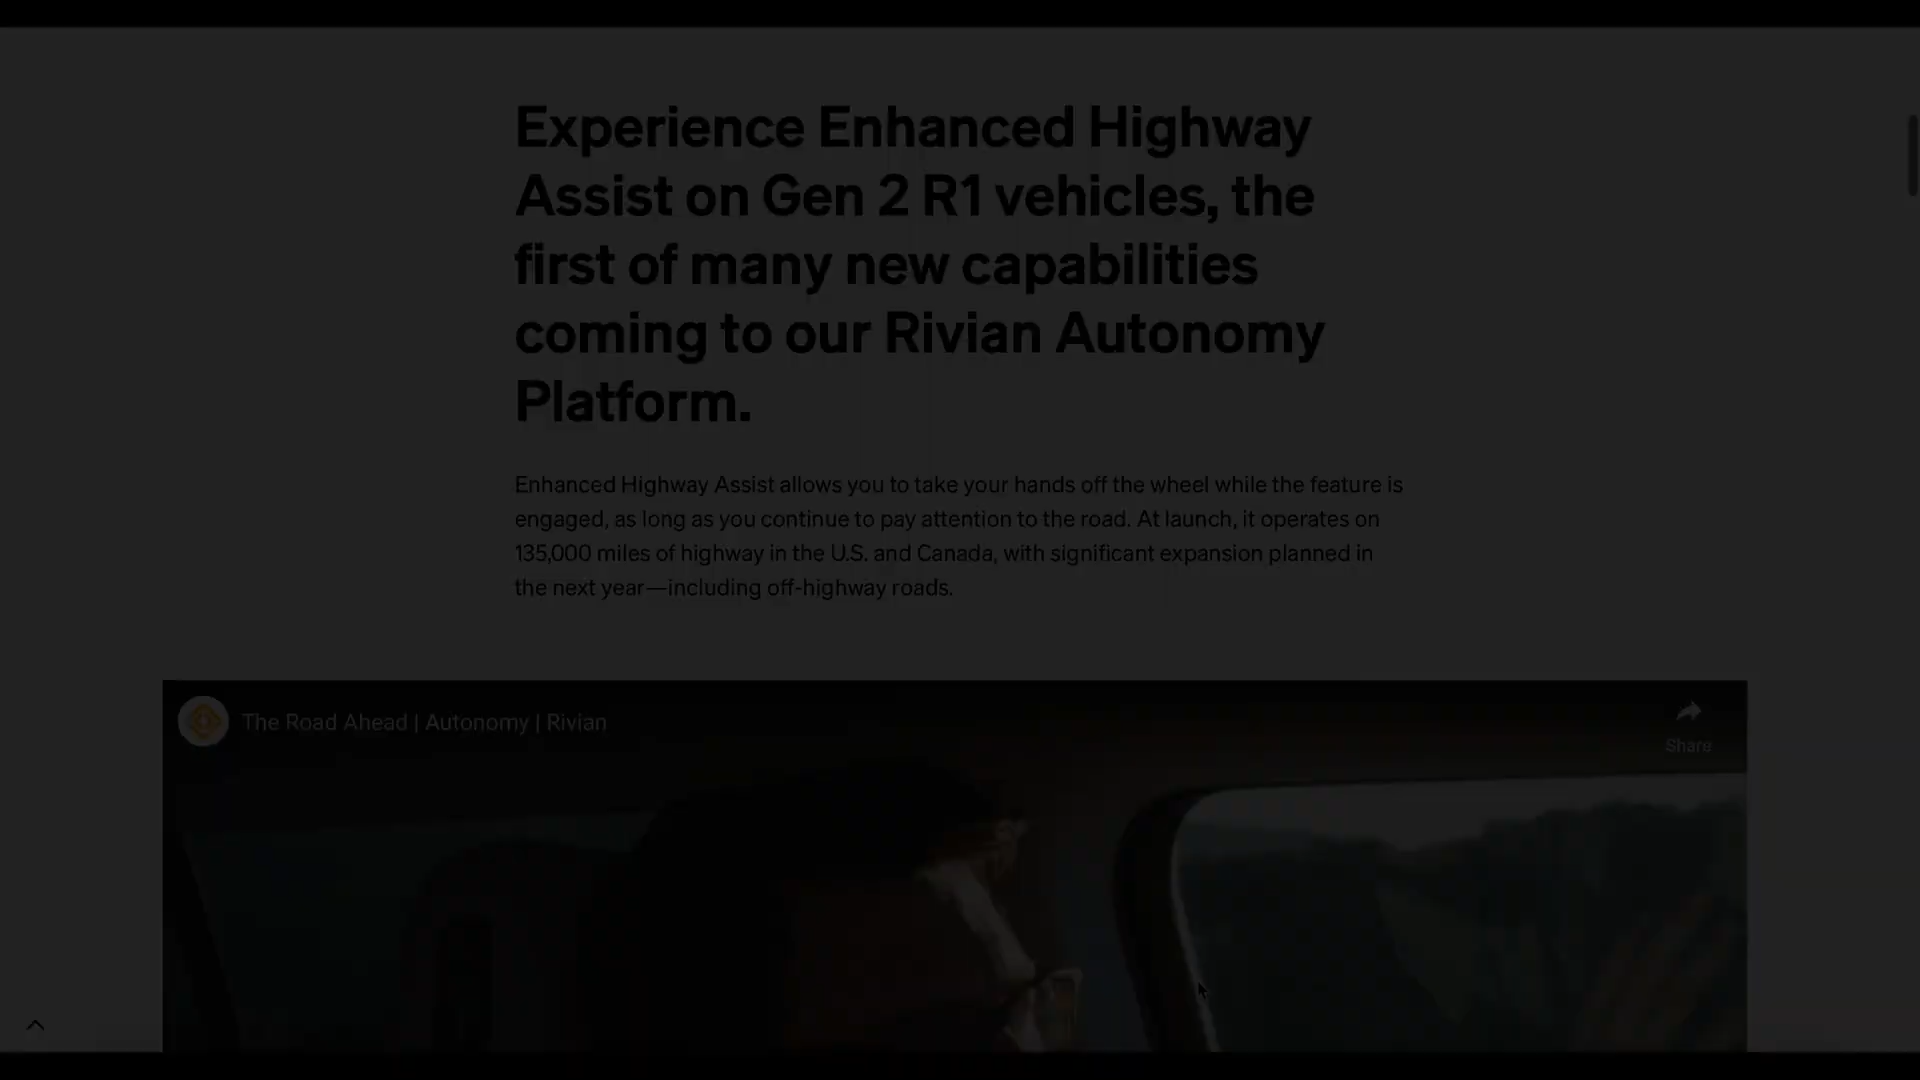 Experience Enhanced Highway
Assist on Gen 2 R1 vehicles, the
first of many new capabilities
coming to our Rivian Autonomy
Platform.
Enhanced Highway Assist allows you to take your hands off the wheel while the feature is
engaged, as long as you continue to pay attention to the road. At launch, it operates on
135,000 miles of highway in the U.S. and Canada, with significant expansion planned in
the next year—including off-highway roads.
The Road Ahead | Autonomy | Rivian
Share